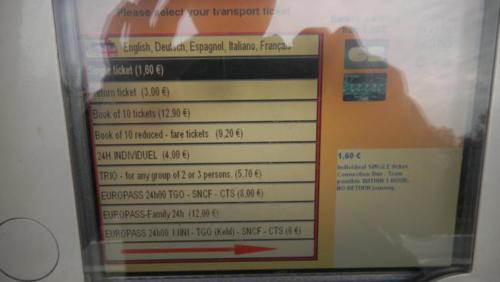 Please select your transport ticket
English, Deutsch, Espagnol, Italiano, Français
Single ticket (1,60 €)
Return ticket (3,00 €)
Book of 10 tickets (12,90 €)
Book of 10 reduced - fare tickets (9,20 €)
24H INDIVIDUEL (4,00 €)
TRIO - for any group of 2 or 3 persons. (5,70 €)
EUROPASS 24h00 TGO - SNCF - CTS (8,00 €)
EUROPASS-Family 24h (12,00 €)
EUROPASS 24h00 MINI - TGO (Kehl) - SNCF - CTS (6 €)
1,60 €
Individual SINGLE ticket.
Connection Bus - Tram
possible WITHIN 1 HOUR.
NO RETURN journey.